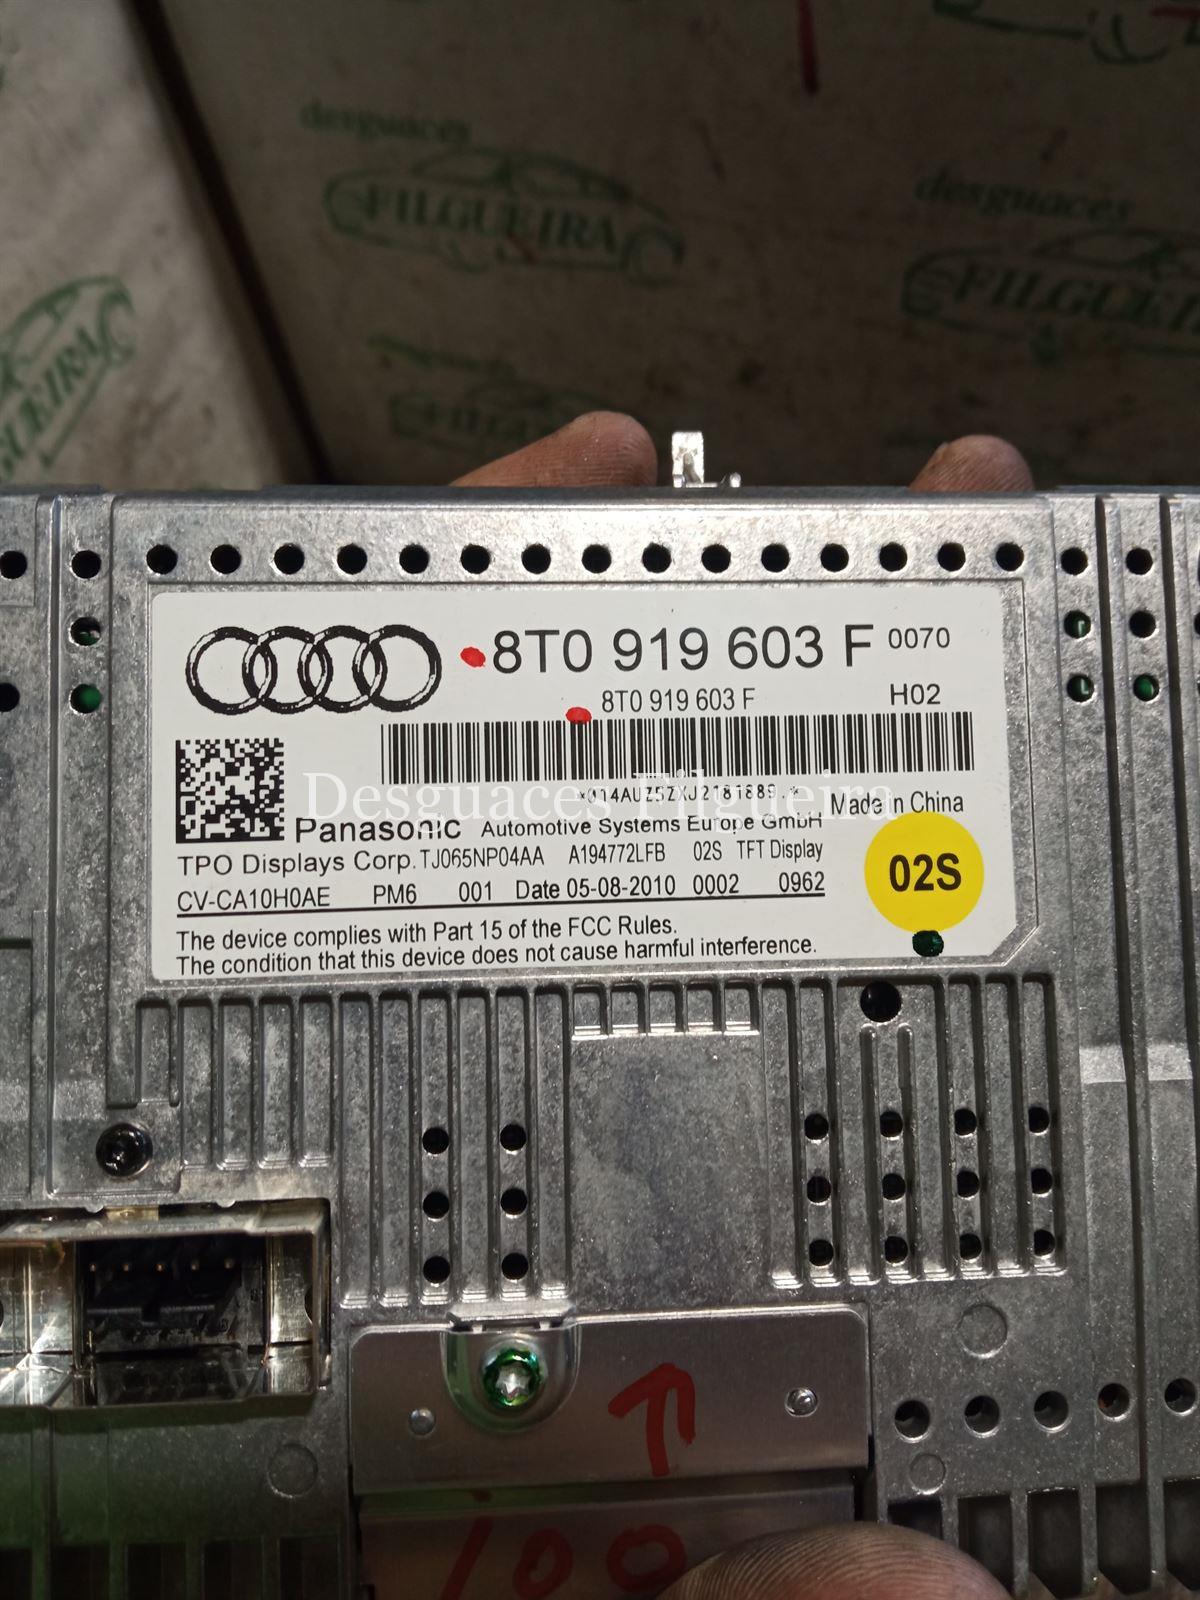 desguaces
FILGUEIRA
desguaces
FILGUEIRA
8T0 919 603 F 0070
8T0 919 603 F H02
Desguaces Filgueira
Made in China
Panasonic Automotive Systems Europe GmbH
TPO Displays Corp. TJ065NP04AA A194772LFB 02S TFT Display
02S
CV-CA10H0AE PM6 001 Date 05-08-2010 0002 0962
The device complies with Part 15 of the FCC Rules.
The condition that this device does not cause harmful interference.
100